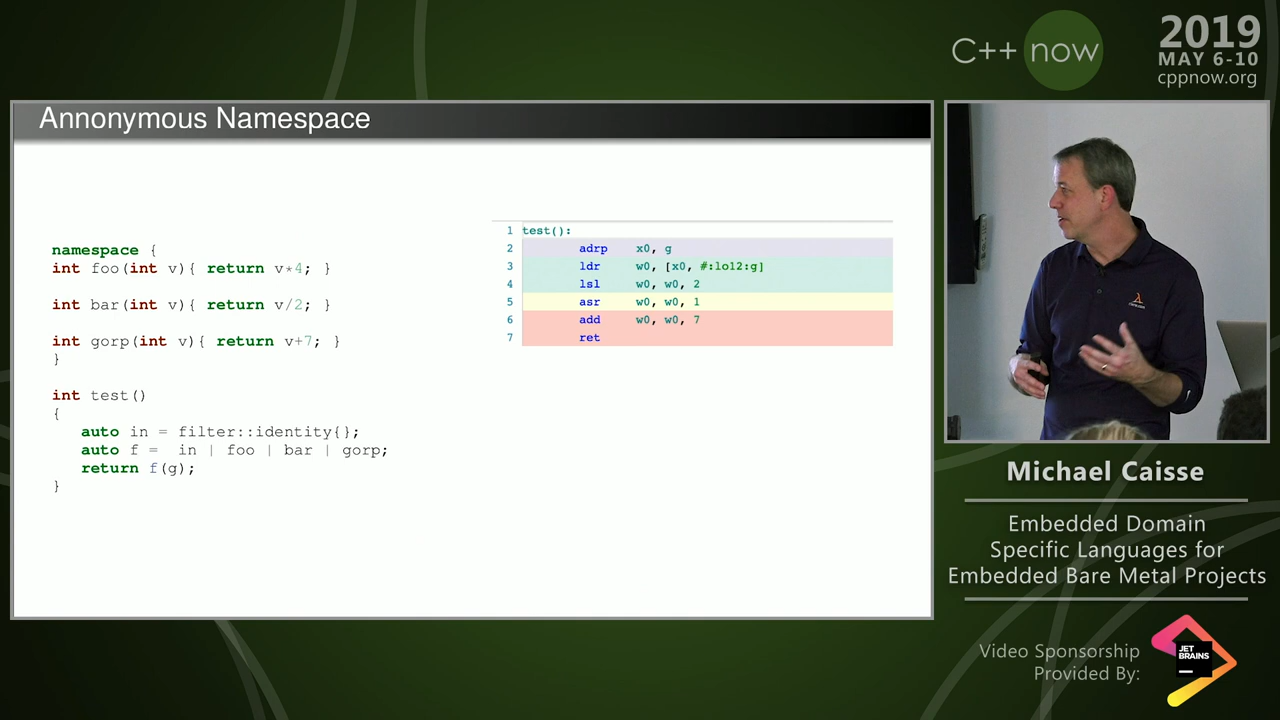 C++ now
2019
MAY 6-10
cppnow.org
Annonymous Namespace
namespace {
int foo(int v){ return v*4; }
int bar(int v){ return v/2; }
int gorp(int v){ return v+7; }
}
int test()
{
auto in = filter::identity{};
auto f = in | foo | bar | gorp;
return f(g);
}
1 test():
2 adrp x0, g
3 ldr w0, [x0, #:lo12:g]
4 lsl w0, w0, 2
5 asr w0, w0, 1
6 add w0, w0, 7
7 ret
Michael Caisse
Embedded Domain
Specific Languages for
Embedded Bare Metal Projects
Video Sponsorship
Provided By:
JET
BRAINS